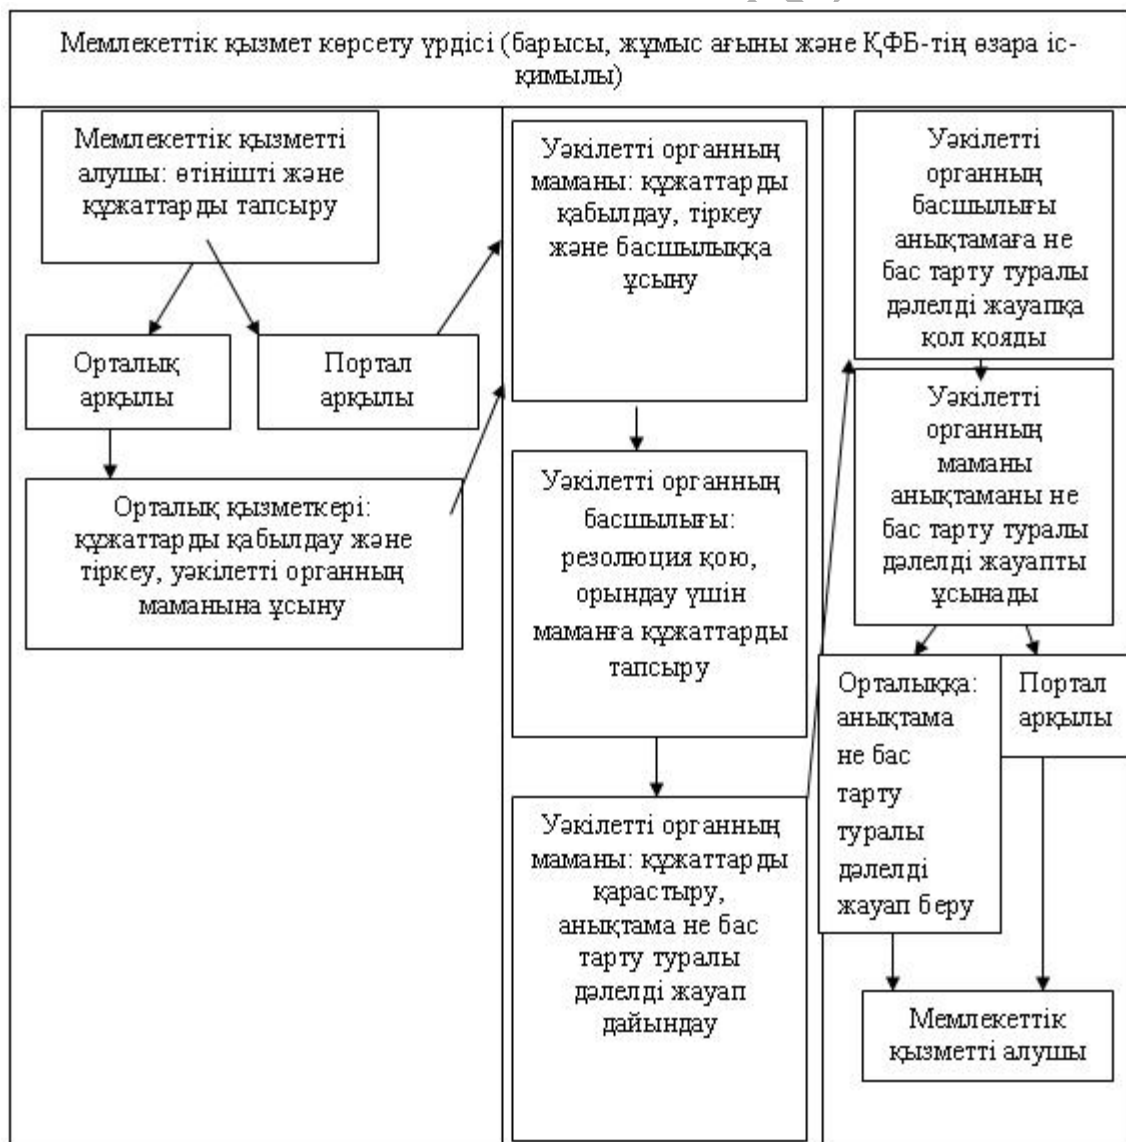 Мемлекеттік қызмет көрсету үрдісі (барысы, жұмыс ағыны және ҚФБ-тің өзара іс-
қимылы)
Мемлекеттік қызметті
алушы: өтінішті және
құжаттарды тапсыру
Орталық
арқылы
Портал
арқылы
Орталық қызметкері:
құжаттарды қабылдау және
тіркеу, уәкілетті органның
маманына ұсыну
Уәкілетті органның
маманы: құжаттарды
қабылдау, тіркеу
және басшылыққа
ұсыну
Уәкілетті органның
басшылығы:
резолюция қою,
орындау үшін
маманға құжаттарды
тапсыру
Уәкілетті органның
маманы: құжаттарды
қарастыру,
анықтама не бас
тарту туралы
дәлелді жауап
дайындау
Уәкілетті
органның
басшылығы
анықтамаға не
бас тарту туралы
дәлелді жауапқа
қол қояды
Уәкілетті
органның
маманы
анықтаманы не
бас тарту туралы
дәлелді жауапты
ұсынады
Орталыққа:
анықтама
не бас
тарту
туралы
дәлелді
жауап беру
Портал
арқылы
Мемлекеттік
қызметті алушы